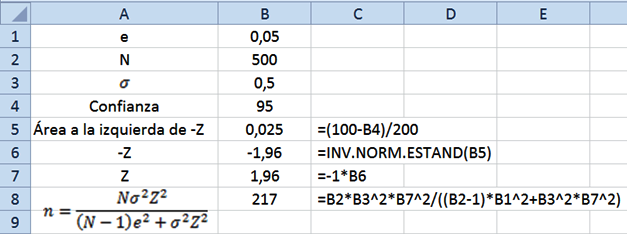 A B C D E
1 e 0,05
2 N 500
3 σ 0,5
4 Confianza 95
5 Área a la izquierda de -Z 0,025 =(100-B4)/200
6 -Z -1,96 =INV.NORM.ESTAND(B5)
7 Z 1,96 =-1*B6
8 n = Nσ²Z² / (N − 1)e² + σ²Z² 217 =B2*B3^2*B7^2/((B2-1)*B1^2+B3^2*B7^2)
9